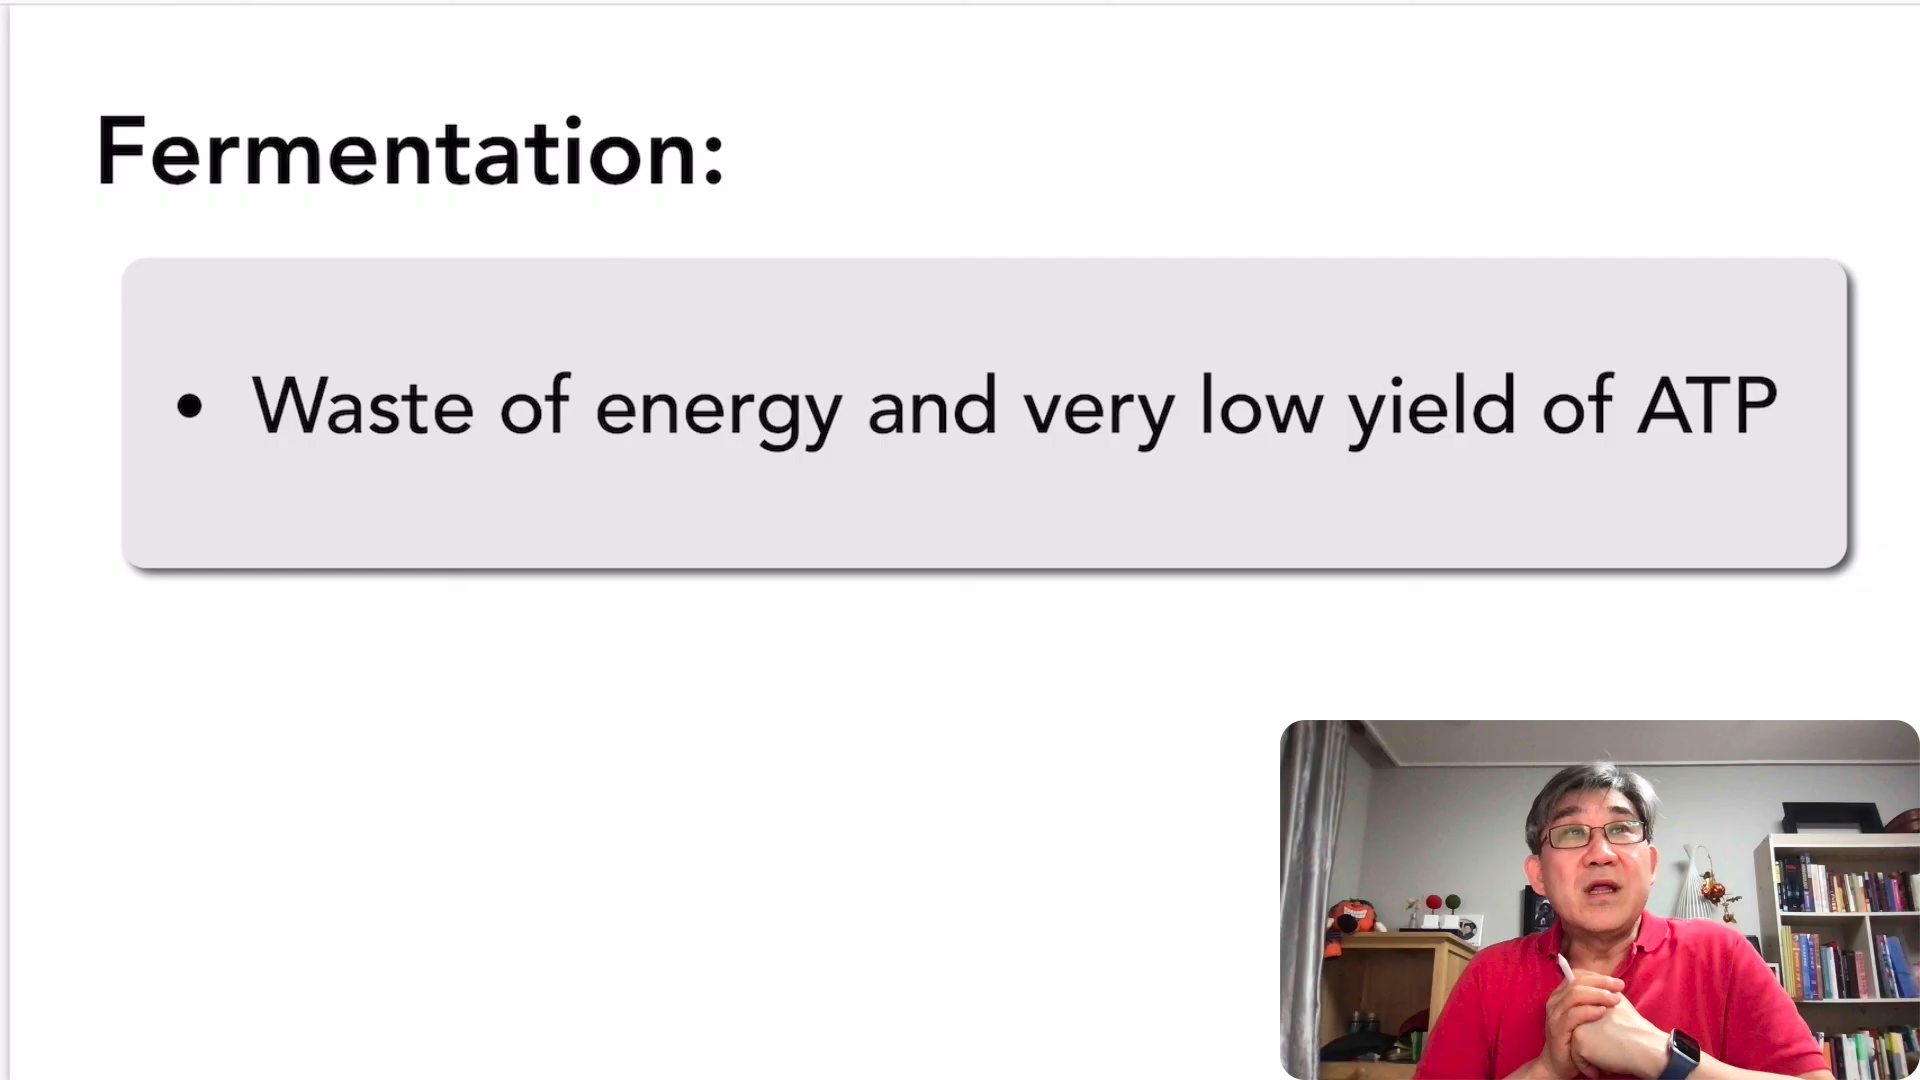 Fermentation:
• Waste of energy and very low yield of ATP